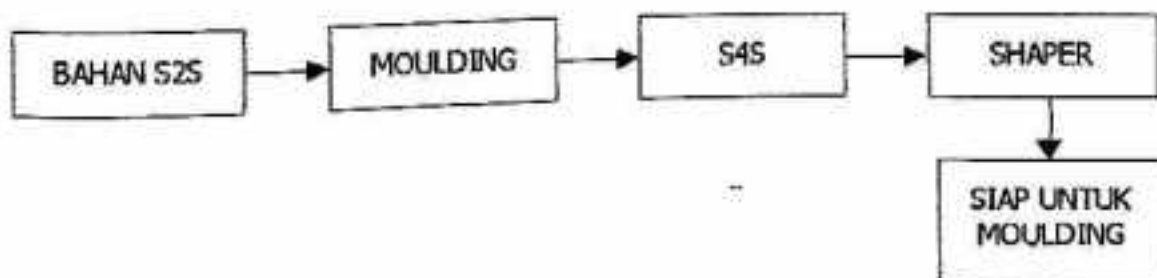 BAHAN S2S
MOULDING
S4S
SHAPER
SIAP UNTUK
MOULDING